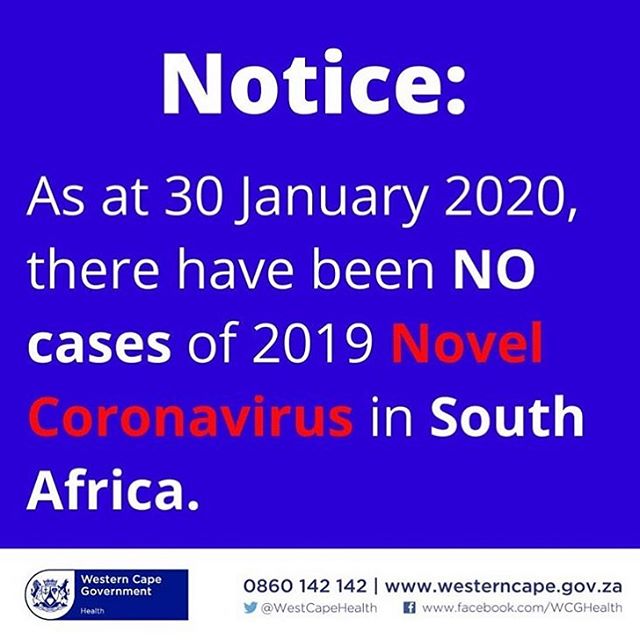 Notice:
As at 30 January 2020,
there have been NO
cases of 2019 Novel
Coronavirus in South
Africa.
Western Cape
Government
Health
0860 142 142 | www.westerncape.gov.za
@WestCapeHealth www.facebook.com/WCGHealth